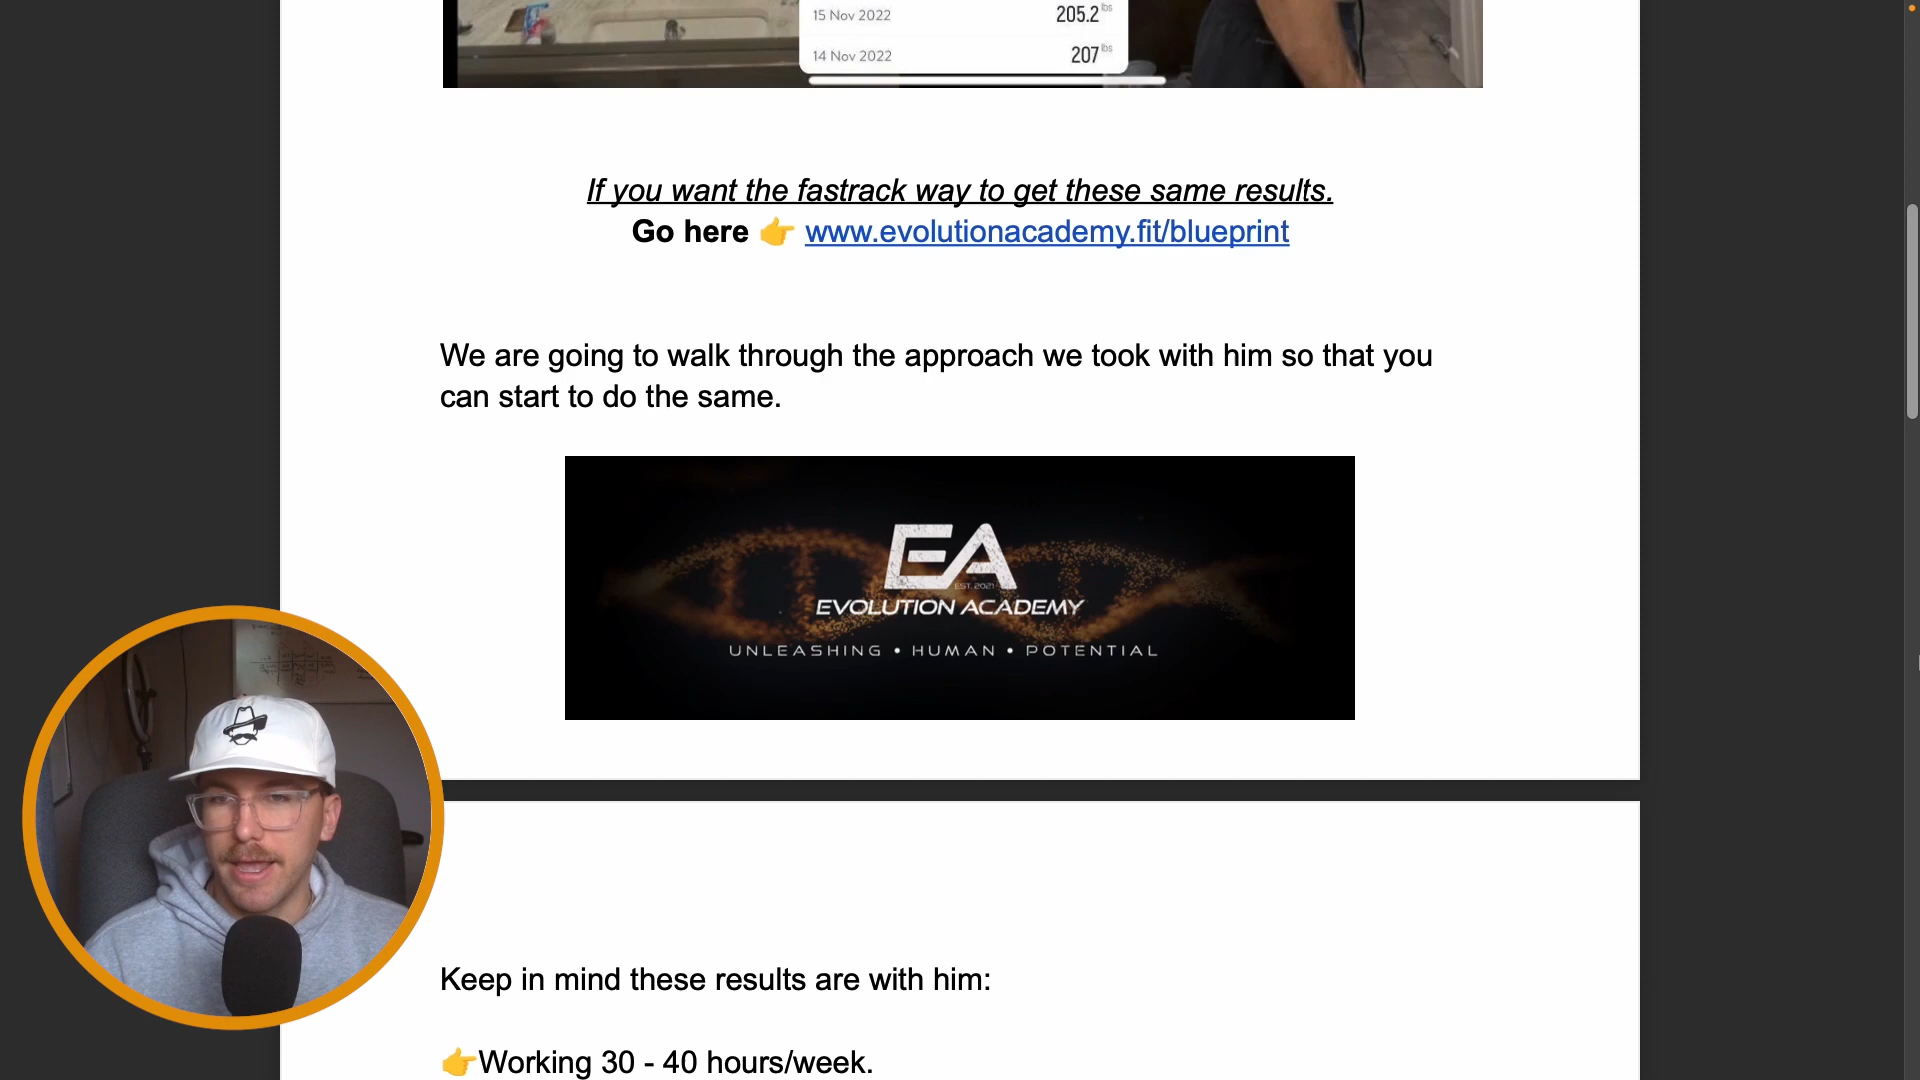 15 Nov 2022 205.2 lbs
14 Nov 2022 207 lbs
If you want the fastrack way to get these same results.
Go here 👉 www.evolutionacademy.fit/blueprint
We are going to walk through the approach we took with him so that you
can start to do the same.
EA
EST. 2021
EVOLUTION ACADEMY
UNLEASHING • HUMAN • POTENTIAL
Keep in mind these results are with him:
👉Working 30 - 40 hours/week.